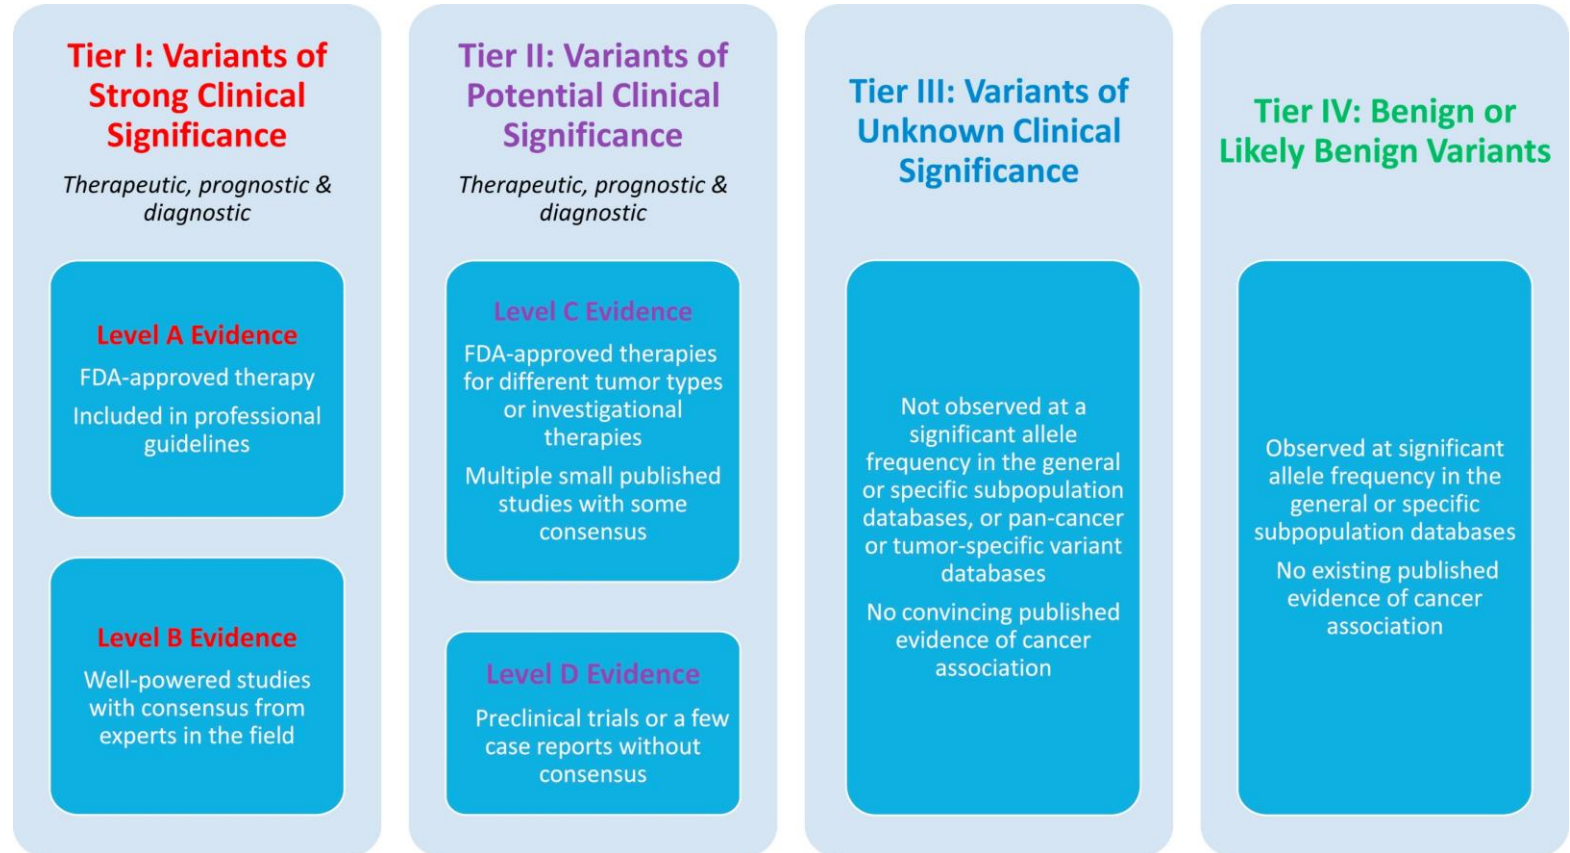 Tier I: Variants of
Strong Clinical
Significance
Therapeutic, prognostic &
diagnostic
Level A Evidence
FDA-approved therapy
Included in professional
guidelines
Level B Evidence
Well-powered studies
with consensus from
experts in the field
Tier II: Variants of
Potential Clinical
Significance
Therapeutic, prognostic &
diagnostic
Level C Evidence
FDA-approved therapies
for different tumor types
or investigational
therapies
Multiple small published
studies with some
consensus
Level D Evidence
Preclinical trials or a few
case reports without
consensus
Tier III: Variants of
Unknown Clinical
Significance
Not observed at a
significant allele
frequency in the general
or specific subpopulation
databases, or pan-cancer
or tumor-specific variant
databases
No convincing published
evidence of cancer
association
Tier IV: Benign or
Likely Benign Variants
Observed at significant
allele frequency in the
general or specific
subpopulation databases
No existing published
evidence of cancer
association